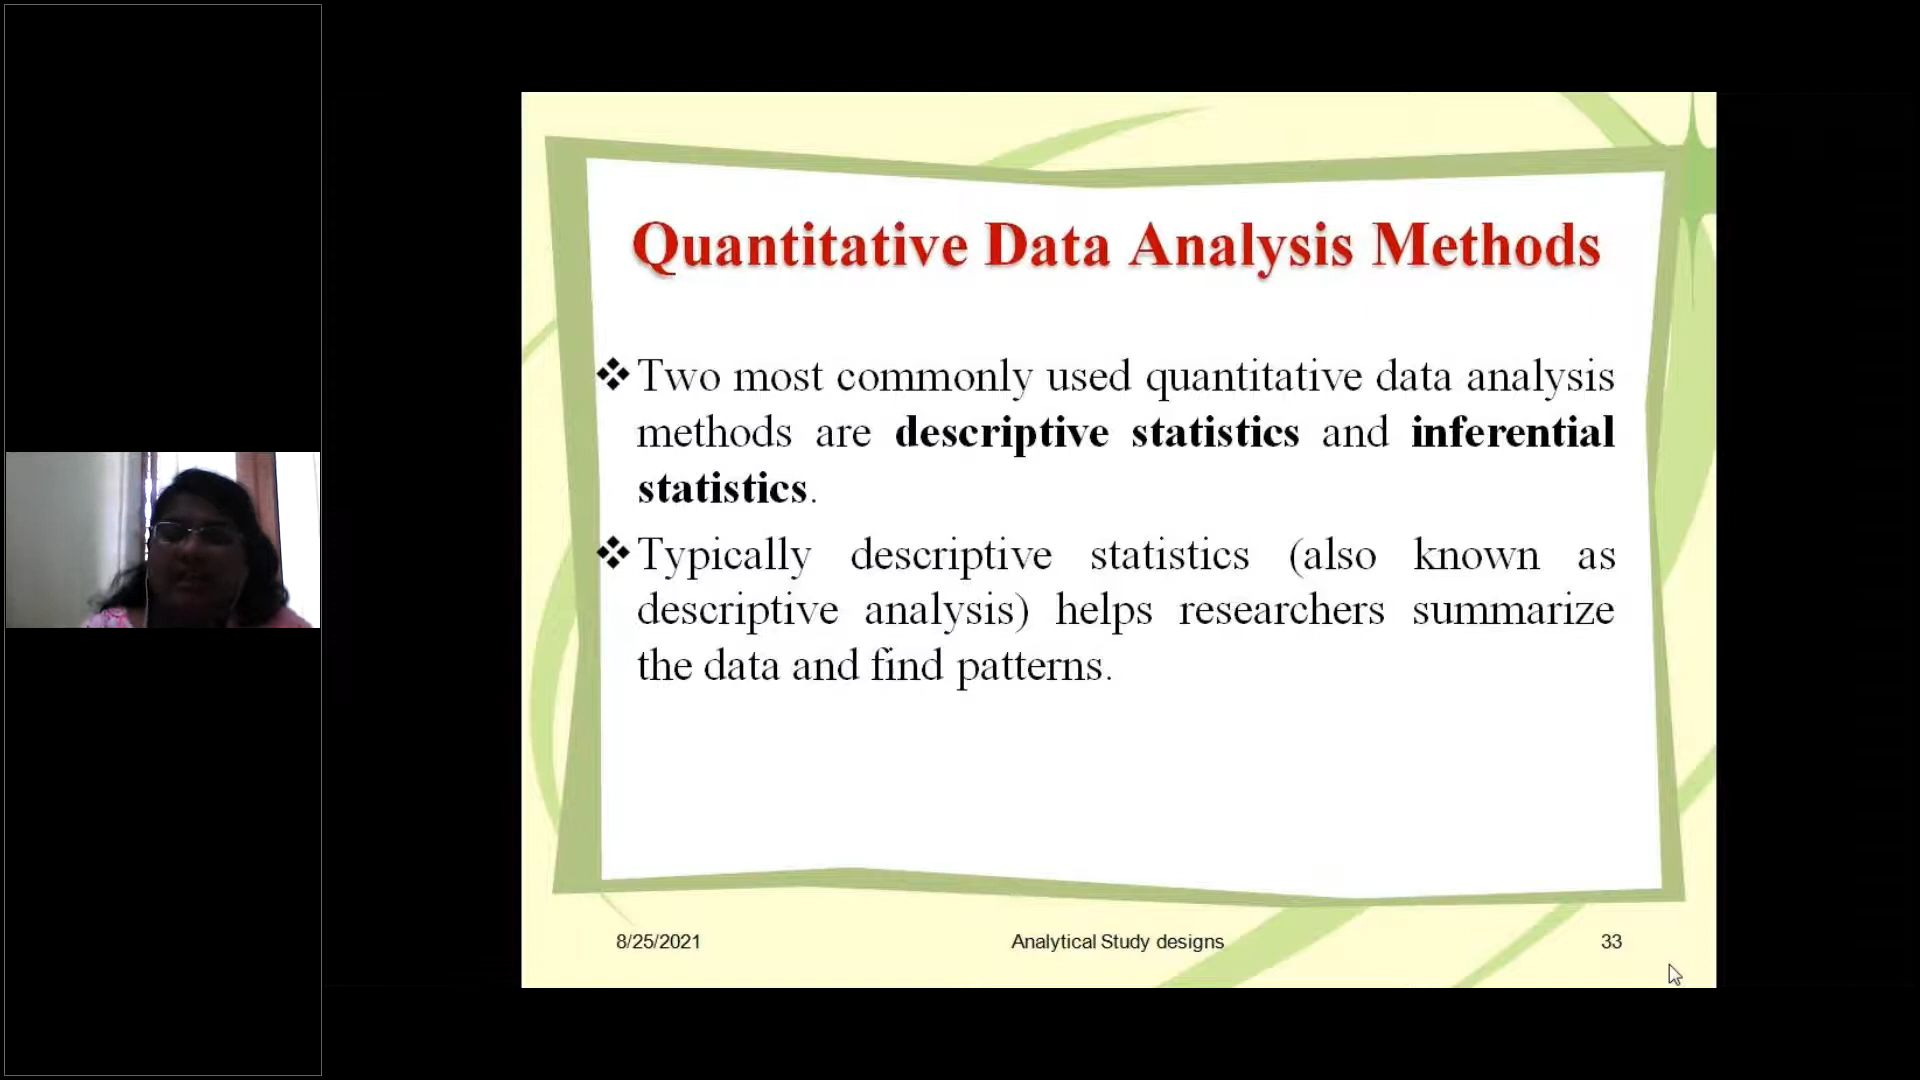 Quantitative Data Analysis Methods
❖Two most commonly used quantitative data analysis
methods are descriptive statistics and inferential
statistics.
❖Typically descriptive statistics (also known as
descriptive analysis) helps researchers summarize
the data and find patterns.
8/25/2021 Analytical Study designs 33